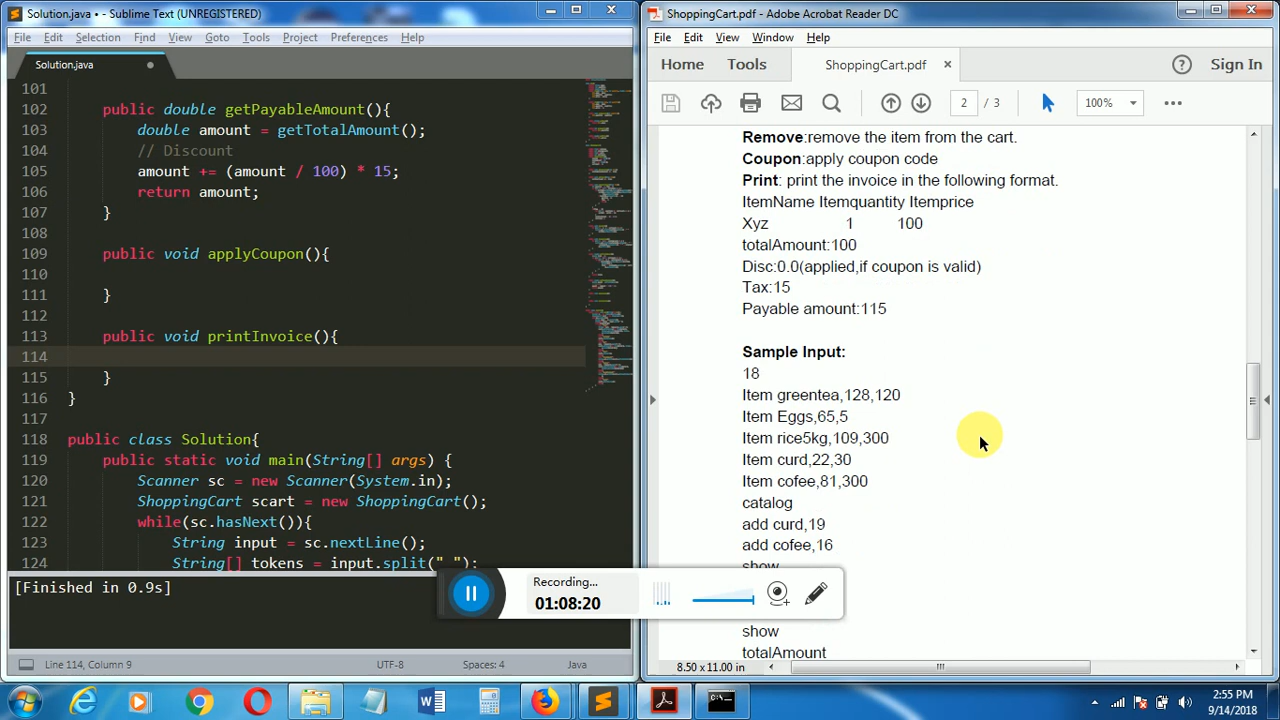 Solution.java • - Sublime Text (UNREGISTERED)
File Edit Selection Find View Goto Tools Project Preferences Help
Solution.java
101
102 public double getPayableAmount(){
103 double amount = getTotalAmount();
104 // Discount
105 amount += (amount / 100) * 15;
106 return amount;
107 }
108
109 public void applyCoupon(){
110
111 }
112
113 public void printInvoice(){
114
115 }
116 }
117
118 public class Solution{
119 public static void main(String[] args) {
120 Scanner sc = new Scanner(System.in);
121 ShoppingCart scart = new ShoppingCart();
122 while(sc.hasNext()){
123 String input = sc.nextLine();
124 String[] tokens = input.split(" ");
[Finished in 0.9s]
Line 114, Column 9 UTF-8 Spaces: 4 Java
ShoppingCart.pdf - Adobe Acrobat Reader DC
File Edit View Window Help
Home Tools ShoppingCart.pdf × ? Sign In
2 / 3 100%
Remove:remove the item from the cart.
Coupon:apply coupon code
Print: print the invoice in the following format.
ItemName Itemquantity Itemprice
Xyz 1 100
totalAmount:100
Disc:0.0(applied,if coupon is valid)
Tax:15
Payable amount:115
Sample Input:
18
Item greentea,128,120
Item Eggs,65,5
Item rice5kg,109,300
Item curd,22,30
Item cofee,81,300
catalog
add curd,19
add cofee,16
show
show
totalAmount
8.50 x 11.00 in
Recording...
01:08:20
2:55 PM
9/14/2018